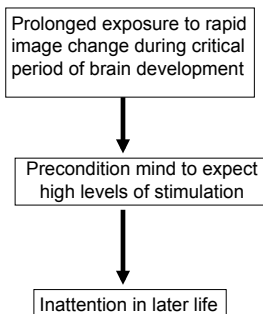 Prolonged exposure to rapid
image change during critical
period of brain development
Precondition mind to expect
high levels of stimulation
Inattention in later life